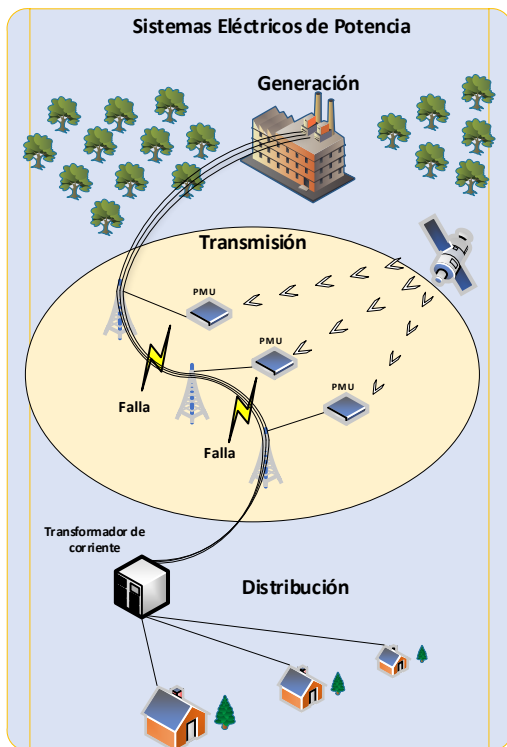 Sistemas Eléctricos de Potencia
Generación
Transmisión
PMU
PMU
PMU
Falla
Falla
Transformador de
corriente
Distribución